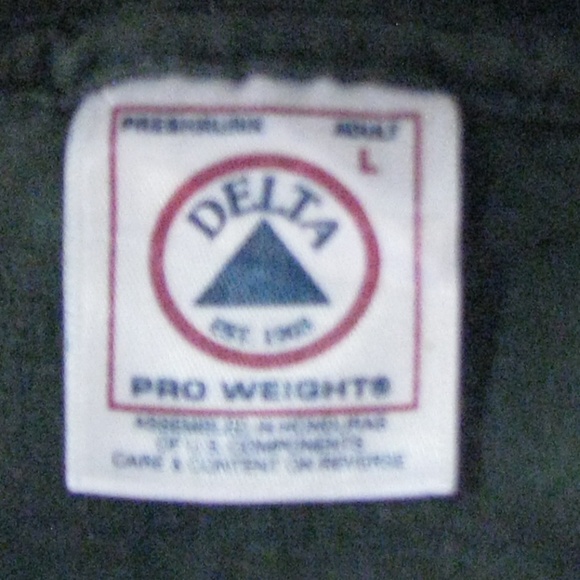 PRESHRUNK ADULT
L
DELTA
EST. 1903
PRO WEIGHT®
ASSEMBLED IN HONDURAS
OF U.S. COMPONENTS
CARE & CONTENT ON REVERSE